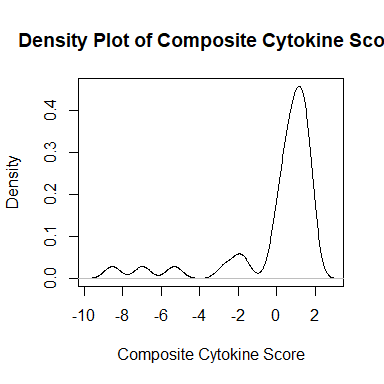 Density Plot of Composite Cytokine Sco
Density
0.0 0.1 0.2 0.3 0.4
-10 -8 -6 -4 -2 0 2
Composite Cytokine Score